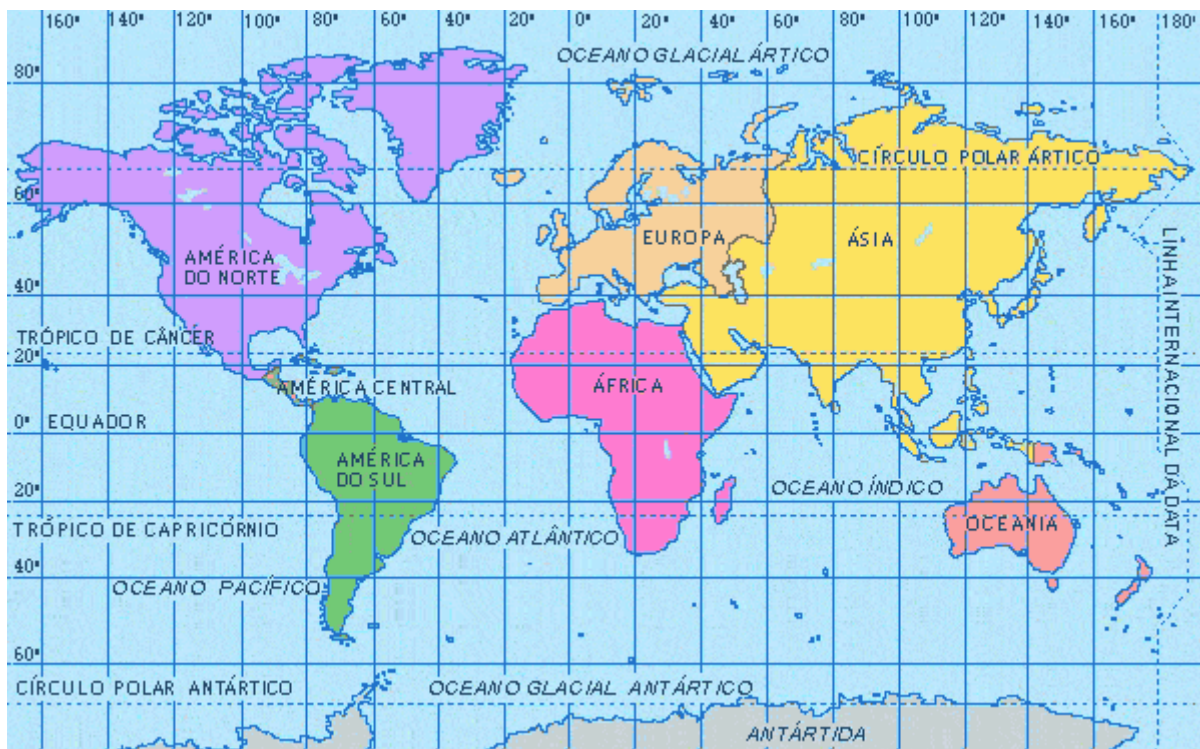 160° 140° 120° 100° 80° 60° 40° 20° 0° 20° 40° 60° 80° 100° 120° 140° 160° 180°
OCEANO GLACIAL ÁRTICO
80°
CÍRCULO POLAR ÁRTICO
60°
EUROPA
ÁSIA
AMÉRICA
DO NORTE
LINHA INTERNACIONAL DA DATA
40°
TRÓPICO DE CÂNCER
20°
AMÉRICA CENTRAL
ÁFRICA
0°
EQUADOR
AMÉRICA
DO SUL
20°
OCEANO ÍNDICO
TRÓPICO DE CAPRICÓRNIO
OCEANO ATLÂNTICO
OCEANIA
40°
OCEANO PACÍFICO
60°
CÍRCULO POLAR ANTÁRTICO
OCEANO GLACIAL ANTÁRTICO
ANTÁRTIDA